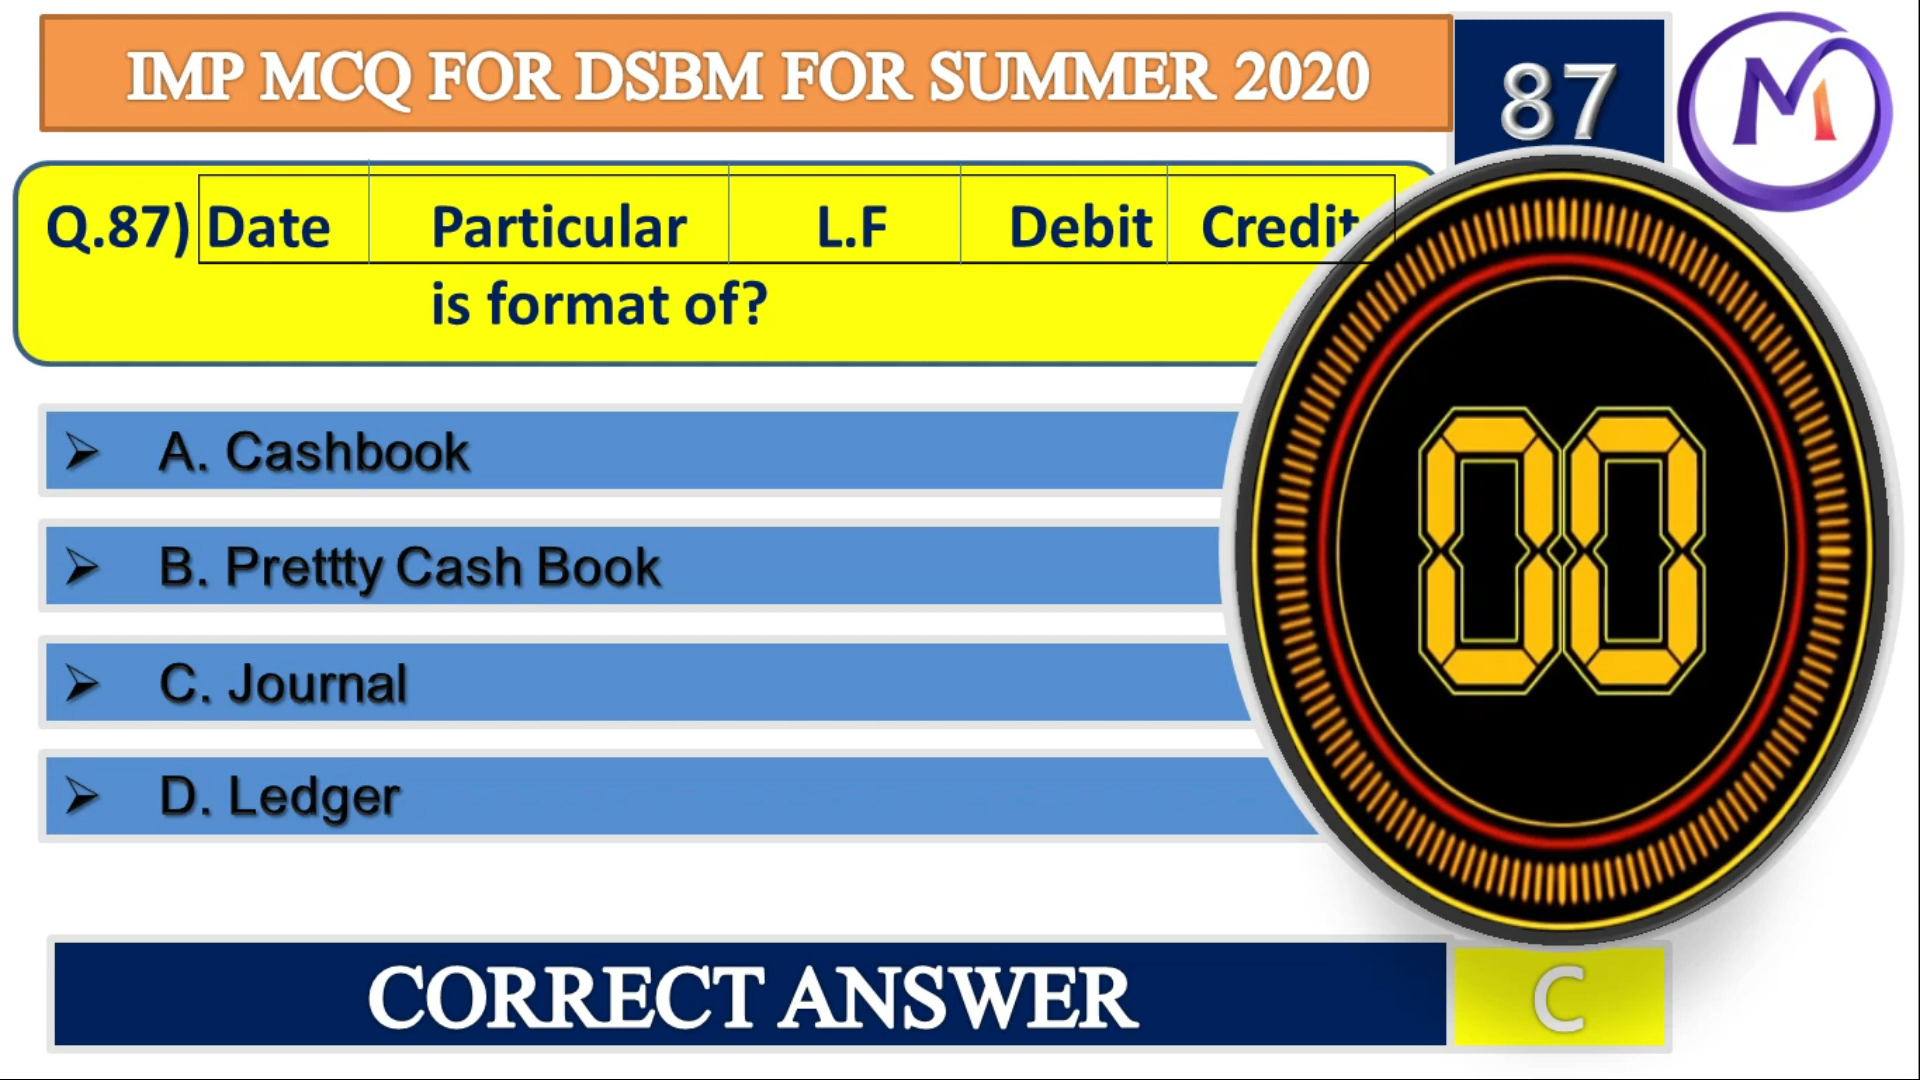 IMP MCQ FOR DSBM FOR SUMMER 2020
87
M
Q.87) Date Particular L.F Debit Credit
is format of?
➢ A. Cashbook
➢ B. Prettty Cash Book
➢ C. Journal
➢ D. Ledger
00
CORRECT ANSWER
C